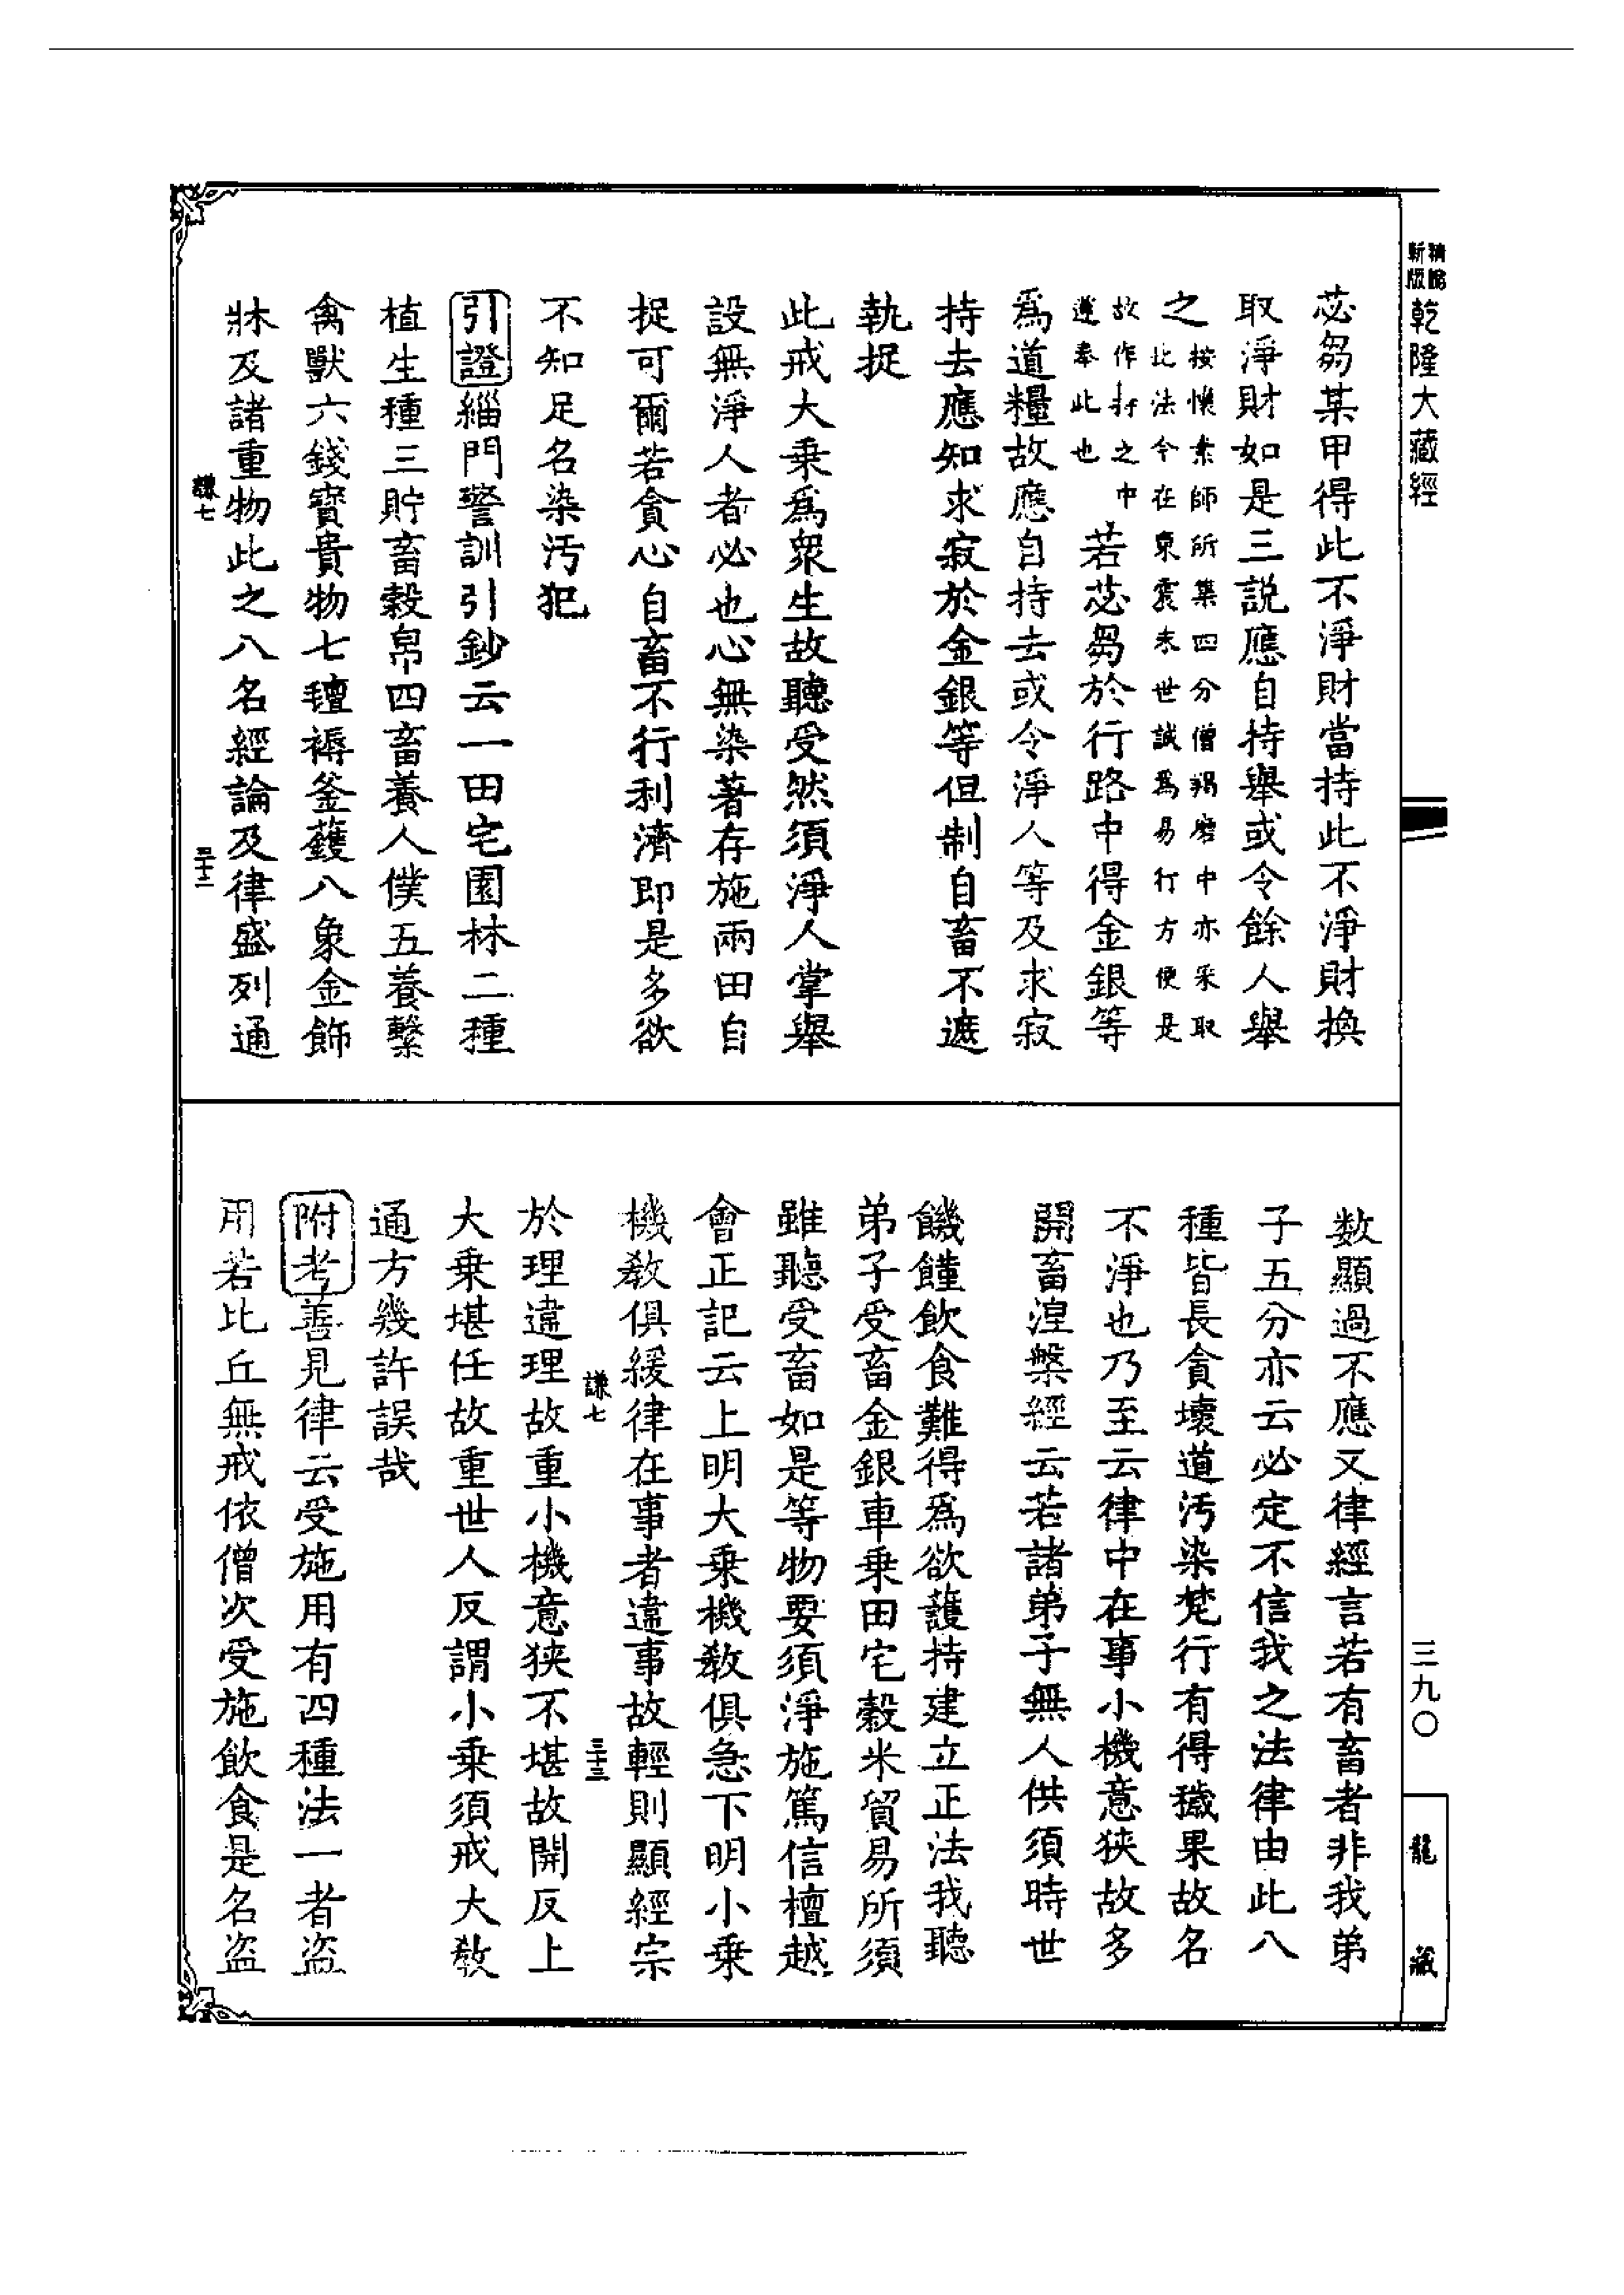 精縮
新版
乾隆大藏經
三九〇
龍藏
苾芻某甲得此不淨財當持此不淨財換
取淨財如是三說應自持舉或令餘人舉
之
按懷素師所集四分僧羯磨中亦采取
此法今在東震末世誠為易行方便是
故作
之中
遵奉此也
若苾芻於行路中得金銀等
爲道糧故應自持去或令淨人等及求寂
持去應知求寂於金銀等但制自畜不遮
執捉
此戒大乗爲衆生故聽受然須淨人掌舉
設無淨人者必也心無染著存施兩田自
捉可爾若貪心自畜不行利濟即是多欲
不知足名染汚犯
引證緇門警訓引鈔云一田宅園林二種
植生種三貯畜穀帛四畜養人僕五養繫
禽獸六錢寳貴物七氊褥釜鑊八象金飾
牀及諸重物此之八名經論及律盛列通
謙七
三十二
数顯過不應又律經言若有畜者非我弟
子五分亦云必定不信我之法律由此八
種皆長貪壞道汚染梵行有得穢果故名
不淨也乃至云律中在事小機意狹故多
開畜湼槃經云若諸弟子無人供須時世
饑饉飲食難得爲欲護持建立正法我聽
弟子受畜金銀車乗田宅穀米貿易所須
雖聽受畜如是等物要須淨施篤信檀越
會正記云上明大乗機教俱急下明小乗
機教俱緩律在事者違事故輕則顯經宗
謙七
三十三
於理違理故重小機意狹不堪故開反上
大乗堪任故重世人反謂小乗須戒大教
通方幾許誤哉
附考善見律云受施用有四種法一者盜
用若比丘無戒依僧次受施飲食是名盜